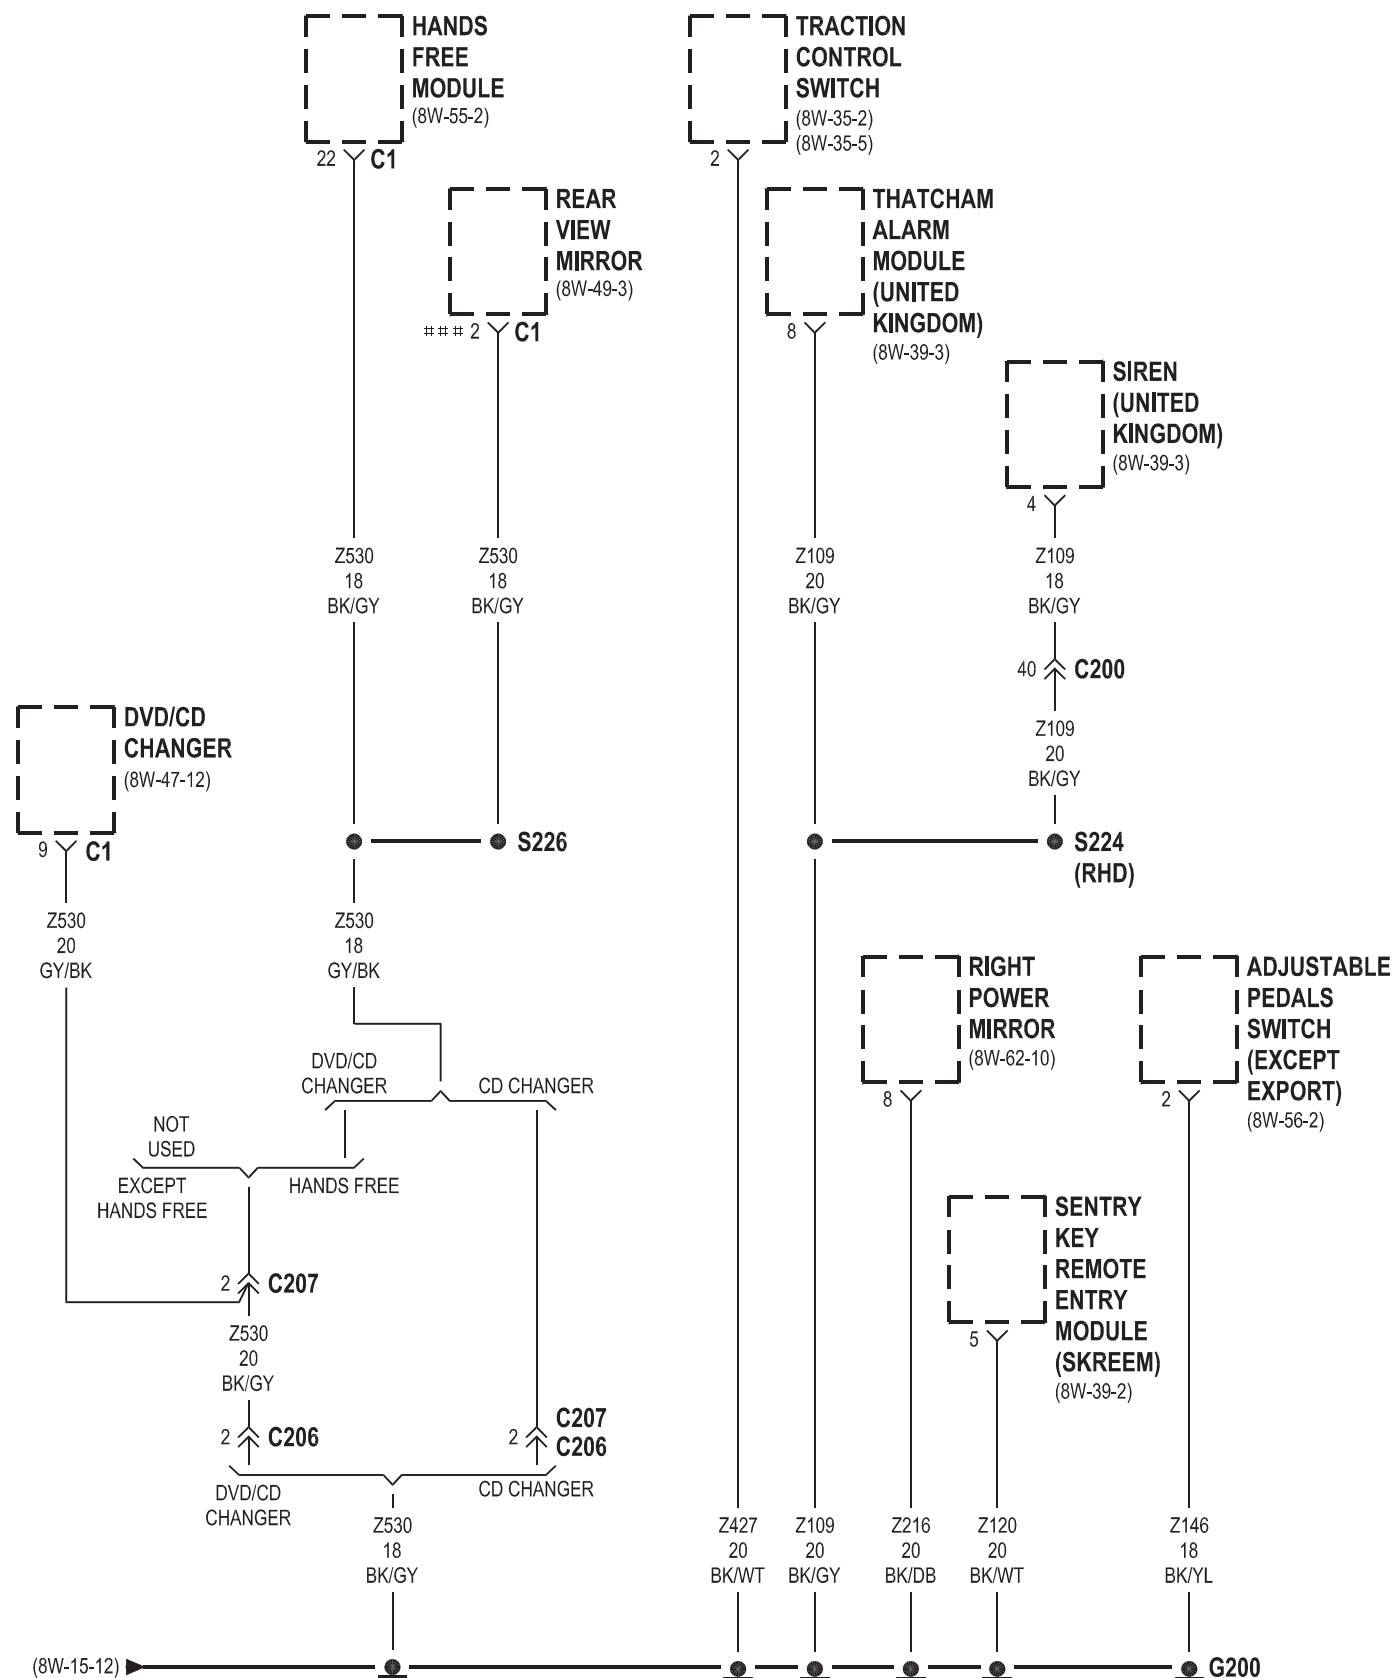 HANDS
FREE
MODULE
(8W-55-2)
22
C1
TRACTION
CONTROL
SWITCH
(8W-35-2)
(8W-35-5)
2
REAR
VIEW
MIRROR
(8W-49-3)
### 2
C1
THATCHAM
ALARM
MODULE
(UNITED
KINGDOM)
(8W-39-3)
8
SIREN
(UNITED
KINGDOM)
(8W-39-3)
4
Z530
18
BK/GY
Z530
18
BK/GY
Z109
20
BK/GY
Z109
18
BK/GY
40
C200
Z109
20
BK/GY
DVD/CD
CHANGER
(8W-47-12)
9
C1
S226
S224
(RHD)
Z530
20
GY/BK
Z530
18
GY/BK
RIGHT
POWER
MIRROR
(8W-62-10)
8
ADJUSTABLE
PEDALS
SWITCH
(EXCEPT
EXPORT)
(8W-56-2)
2
DVD/CD
CHANGER
CD CHANGER
NOT
USED
EXCEPT
HANDS FREE
HANDS FREE
SENTRY
KEY
REMOTE
ENTRY
MODULE
(SKREEM)
(8W-39-2)
5
2
C207
Z530
20
BK/GY
2
C206
2
C207
C206
DVD/CD
CHANGER
CD CHANGER
Z530
18
BK/GY
Z427
20
BK/WT
Z109
20
BK/GY
Z216
20
BK/DB
Z120
20
BK/WT
Z146
18
BK/YL
(8W-15-12)
G200